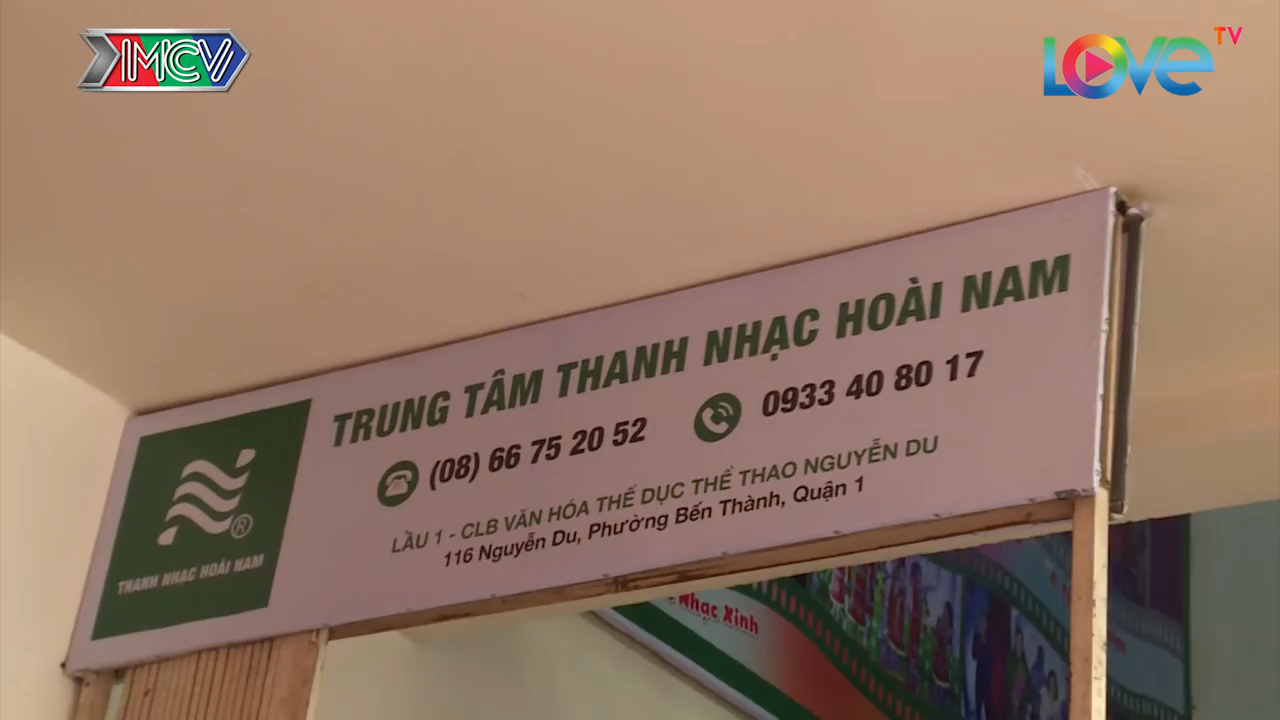 MCV
LOVE TV
TRUNG TÂM THANH NHẠC HOÀI NAM
(08) 66 75 20 52
0933 40 80 17
LẦU 1 - CLB VĂN HÓA THỂ DỤC THỂ THAO NGUYỄN DU
116 Nguyễn Du, Phường Bến Thành, Quận 1
®
THANH NHẠC HOÀI NAM
Nhạc Xinh